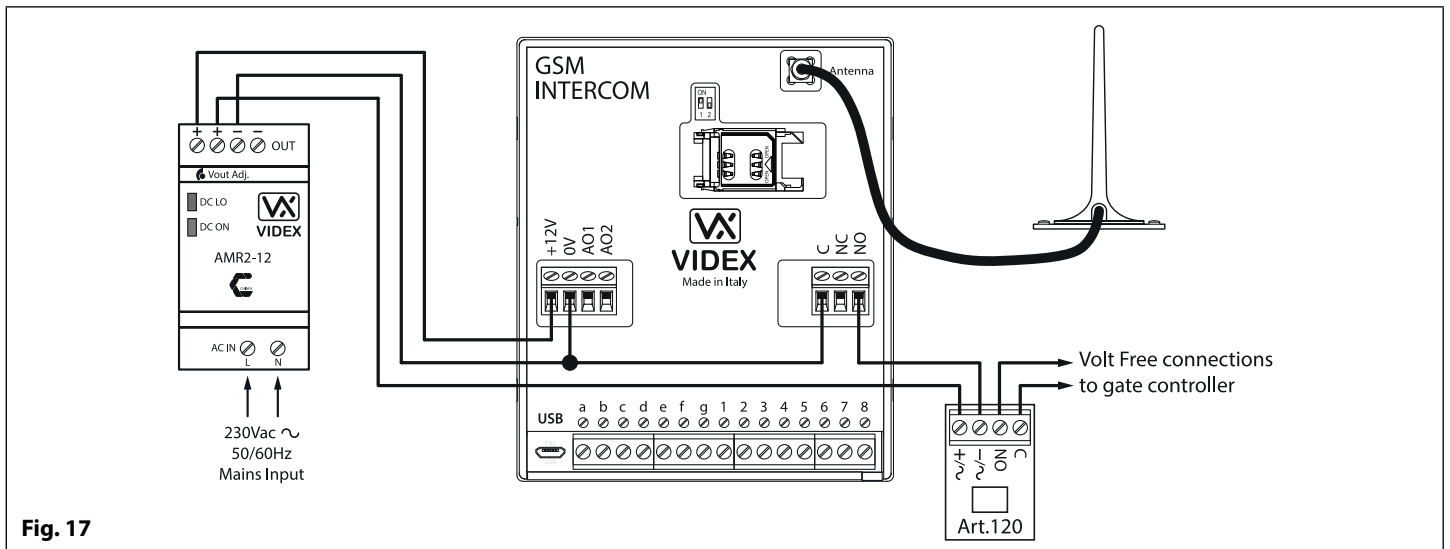 GSM
INTERCOM
Antenna
ON
1 2
OPEN
OPEN
+ + − −
OUT
Vout Adj.
DC LO
DC ON
VIDEX
AMR2-12
AC IN
L N
230Vac ∿
50/60Hz
Mains Input
+12V
0V
AO1
AO2
VIDEX
Made in Italy
C
NC
NO
USB a b c d e f g 1 2 3 4 5 6 7 8
Volt Free connections
to gate controller
+/∿
−/∿
NO
C
Art.120
Fig. 17